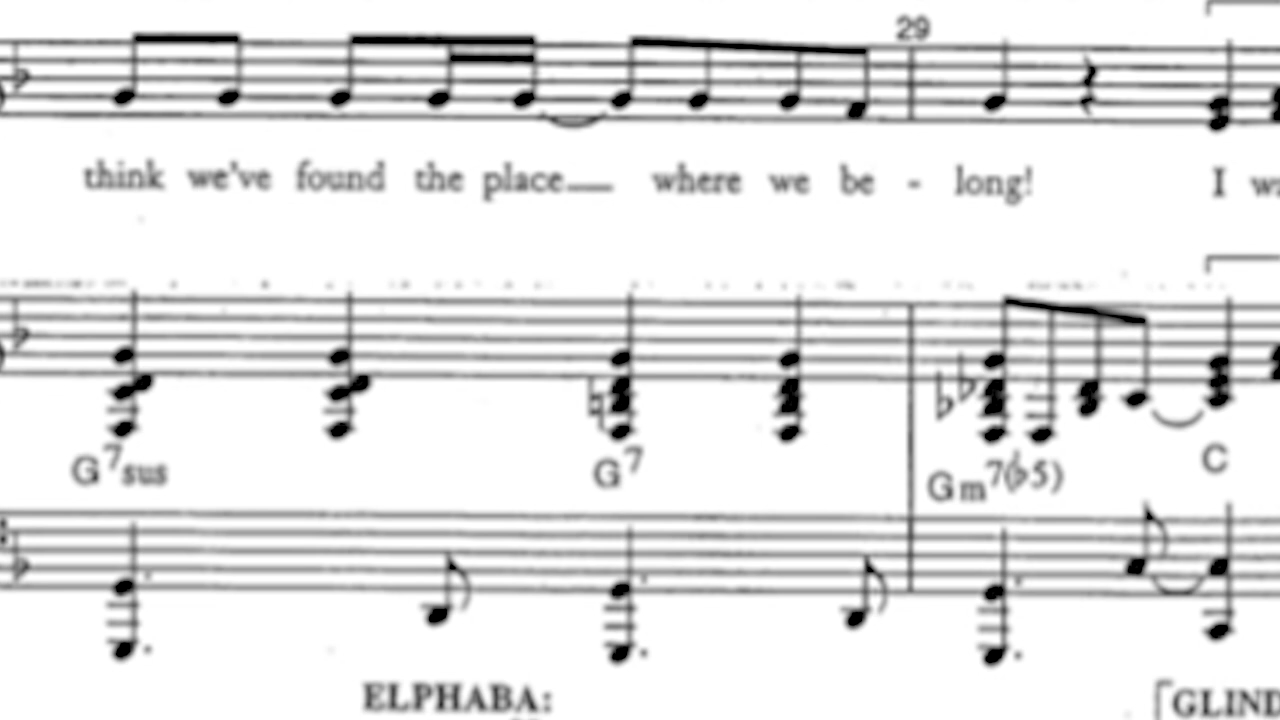 29
think we've found the place where we be - long! I
G7sus G7 Gm7(♭5) C
ELPHABA: GLIND